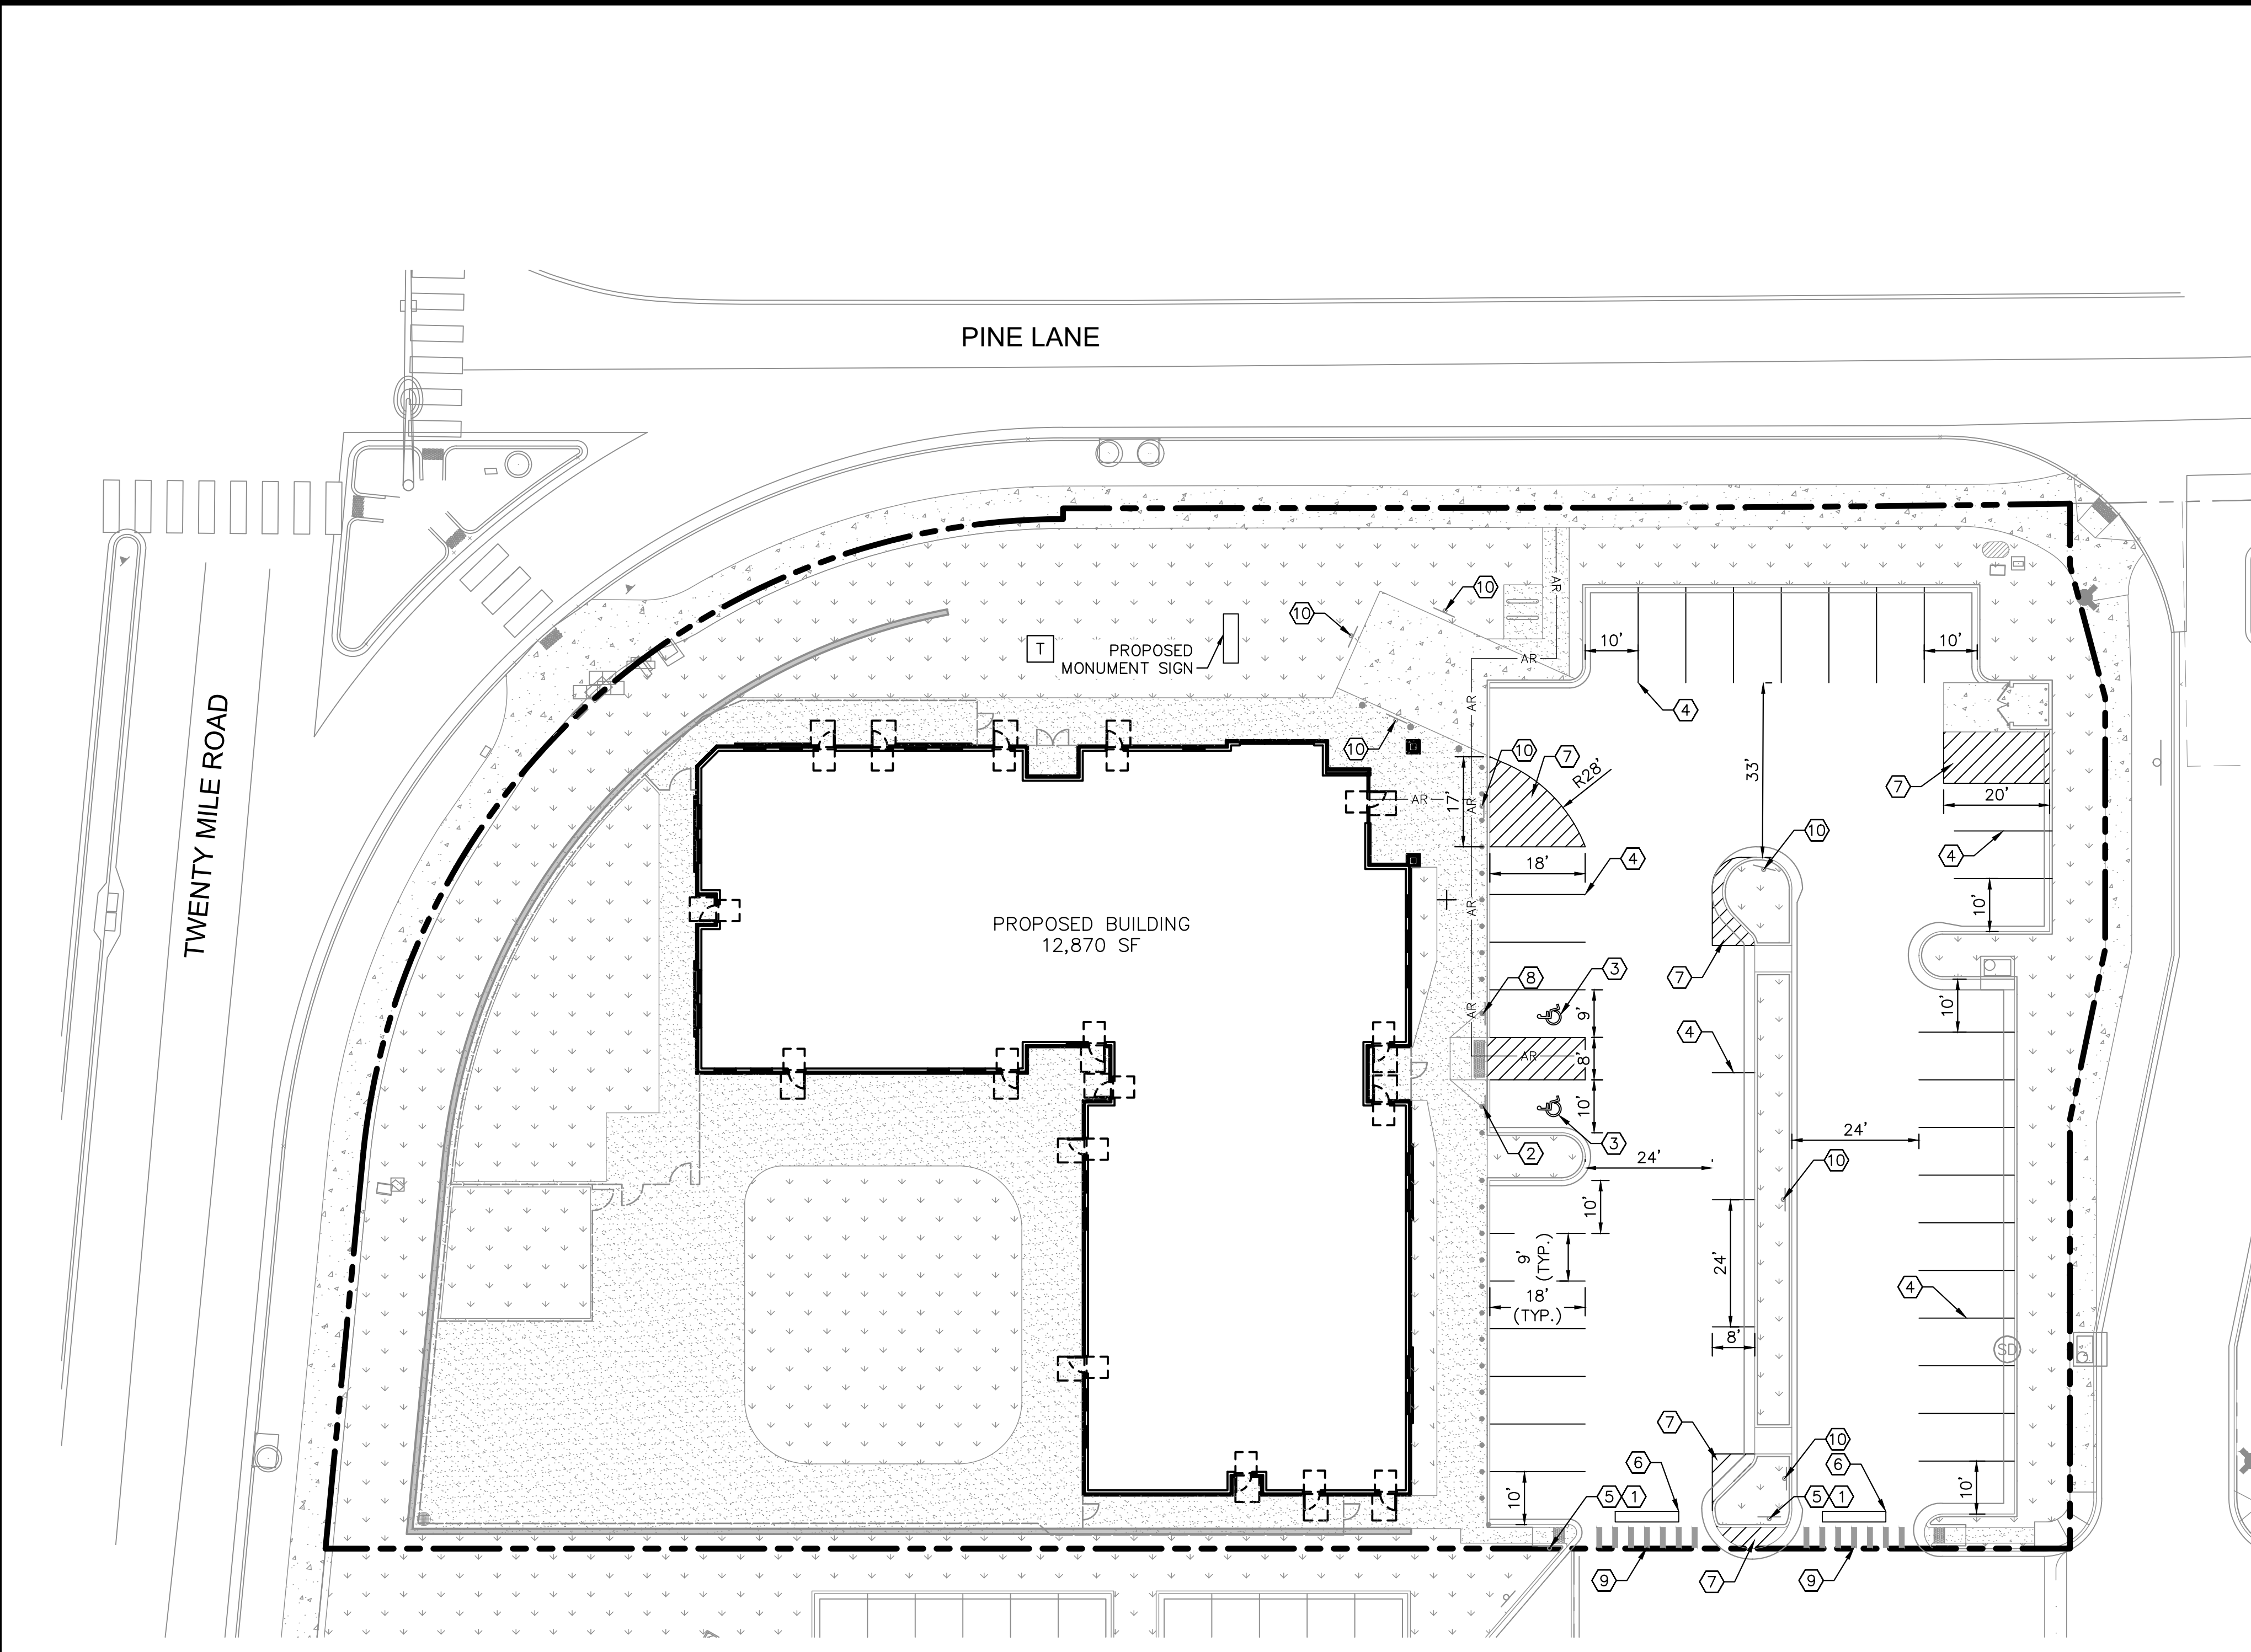 PINE LANE
TWENTY MILE ROAD
10
10
AR
T
PROPOSED
MONUMENT SIGN
AR
10'
10'
4
AR
10
10
7
R28'
33'
7
20'
AR
AR
17'
10
4
18'
4
10'
PROPOSED BUILDING
12,870 SF
AR
8
3
7
9'
10'
AR
4
AR
8'
10'
3
2
24'
24'
10
10'
9'
(TYP.)
24'
18'
(TYP.)
4
8'
SD
7
10
6
6
10'
10'
5
1
5
1
9
7
9